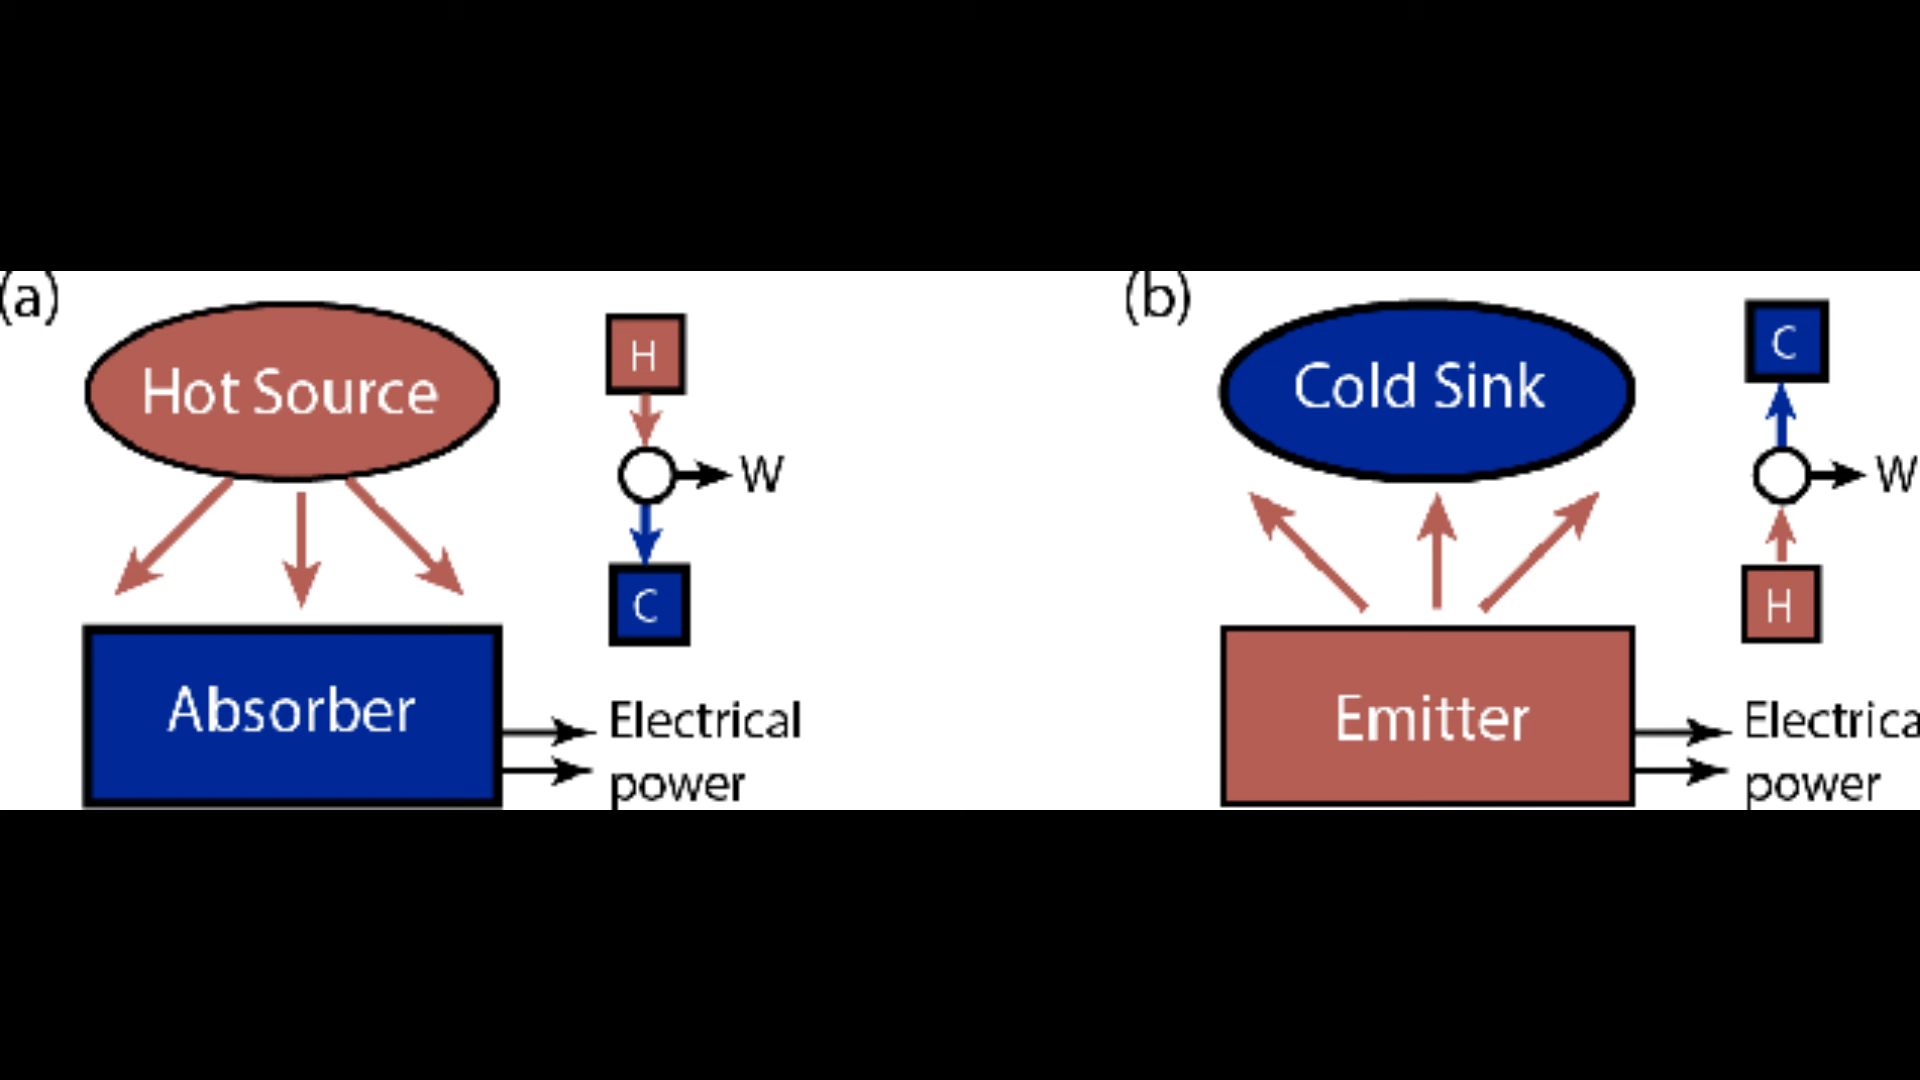 (a)
Hot Source
H
W
C
Absorber
Electrical
power
(b)
Cold Sink
C
W
H
Emitter
Electrica
power